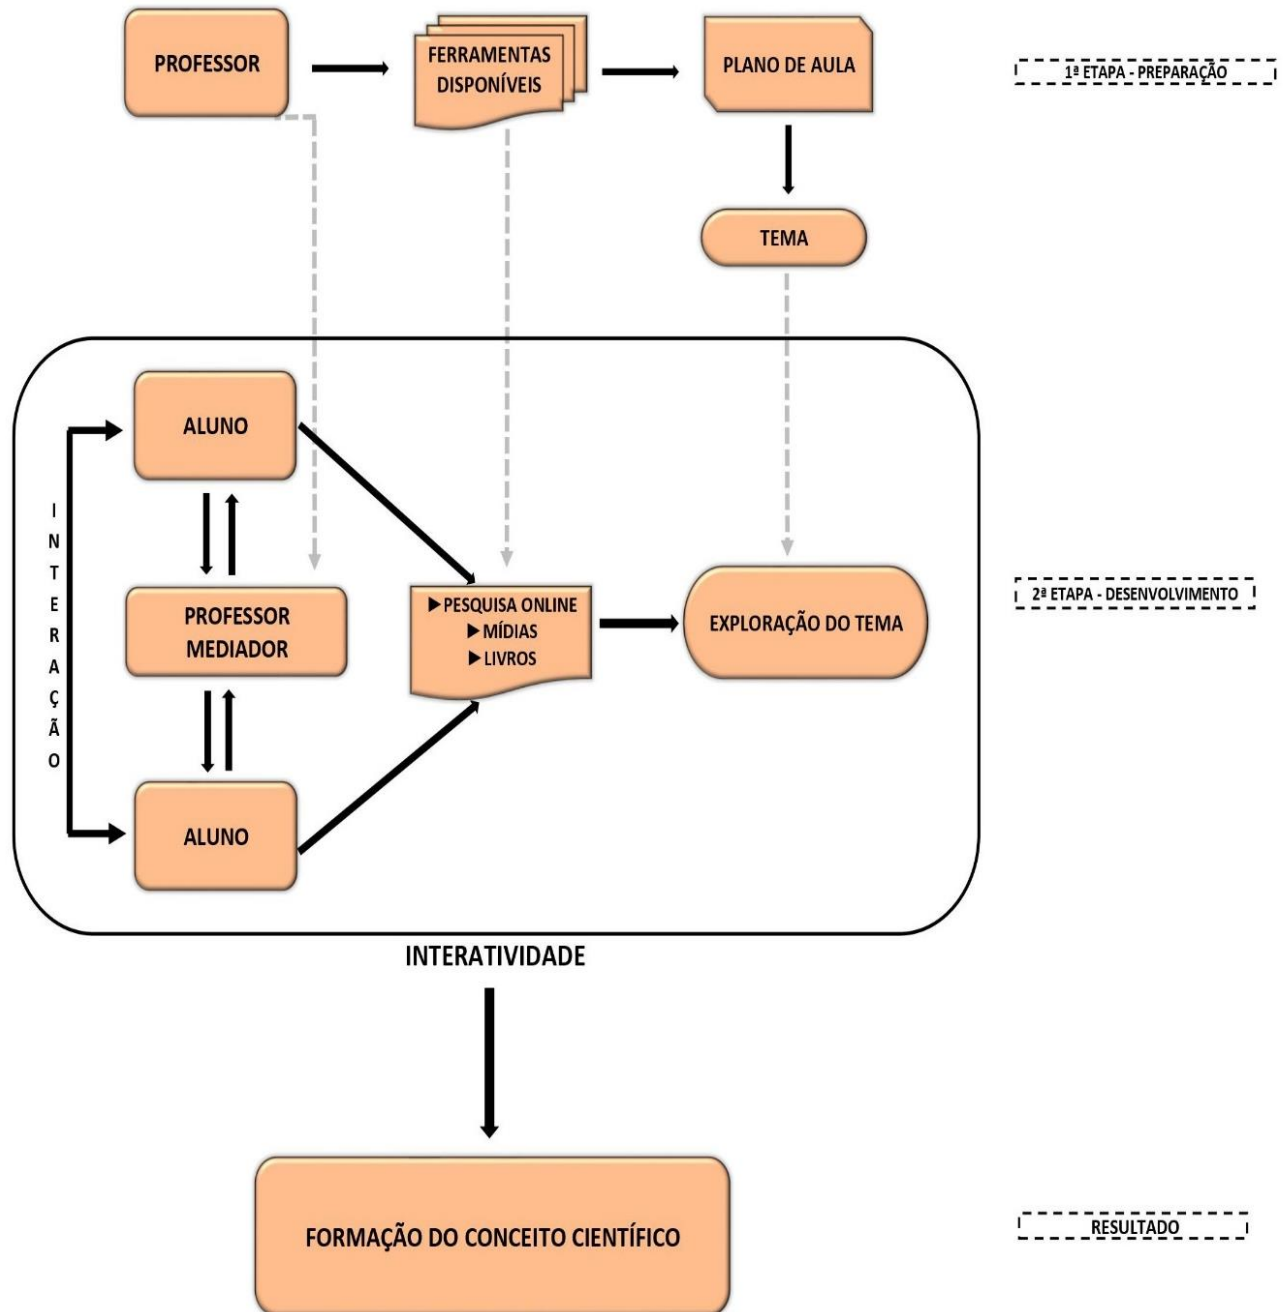 PROFESSOR
FERRAMENTAS
DISPONÍVEIS
PLANO DE AULA
1ª ETAPA - PREPARAÇÃO
TEMA
INTERAÇÃO
ALUNO
PROFESSOR
MEDIADOR
ALUNO
►PESQUISA ONLINE
►MÍDIAS
►LIVROS
EXPLORAÇÃO DO TEMA
2ª ETAPA - DESENVOLVIMENTO
INTERATIVIDADE
FORMAÇÃO DO CONCEITO CIENTÍFICO
RESULTADO